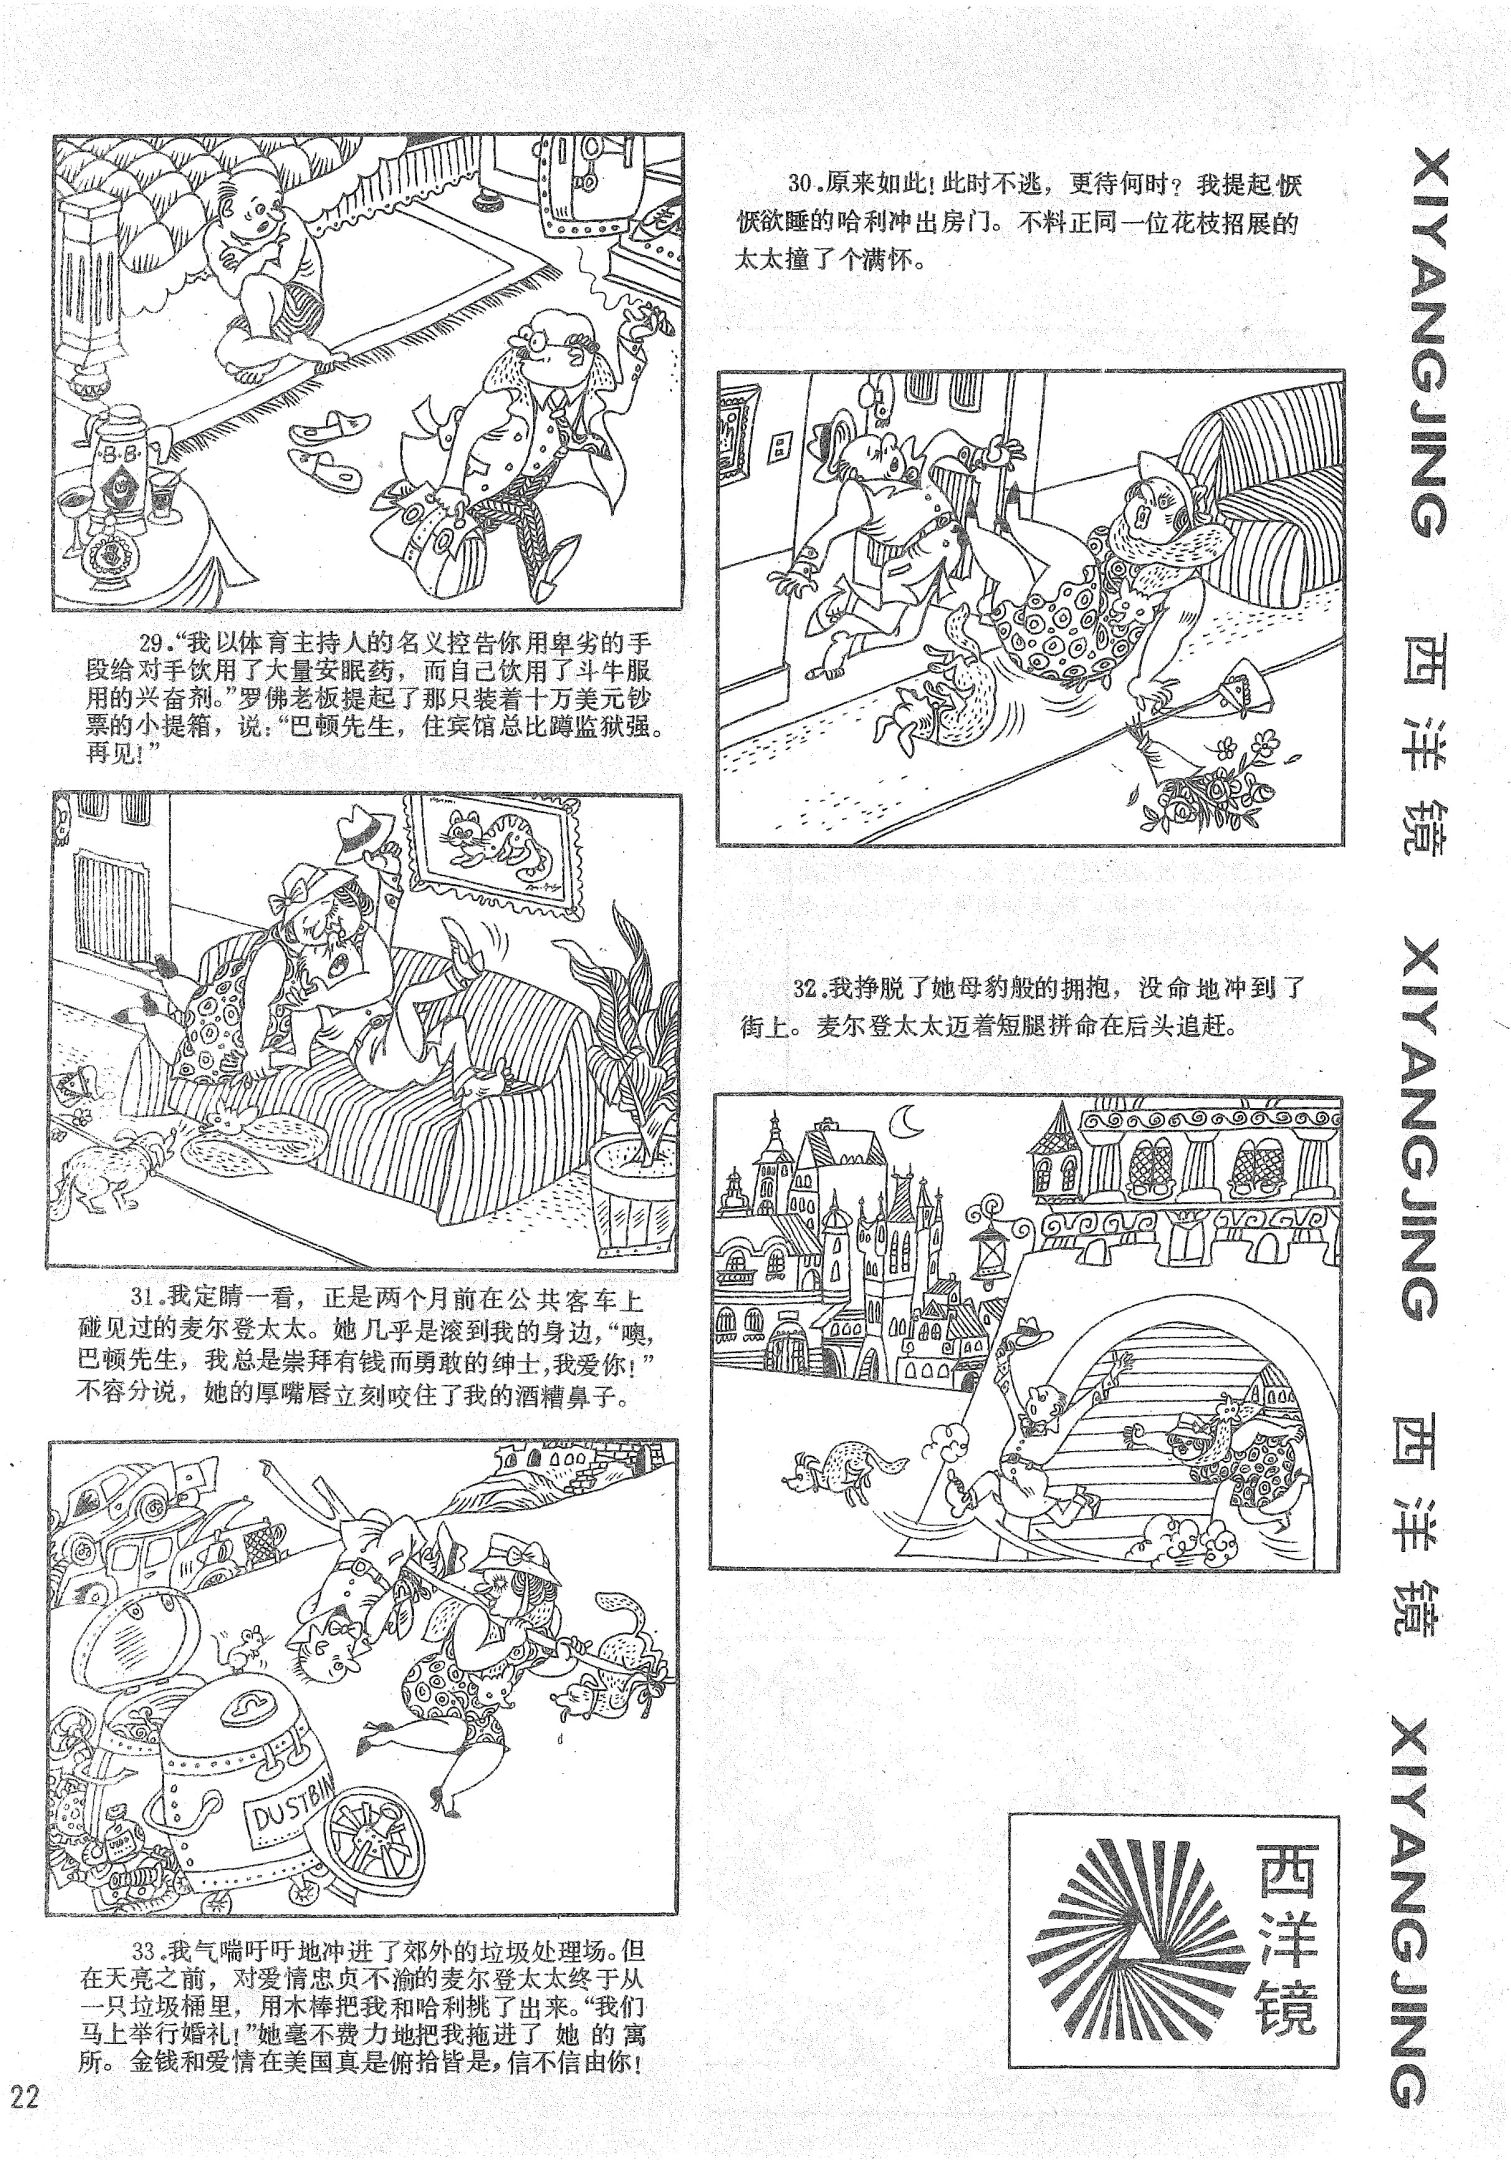 29.“我以体育主持人的名义控告你用卑劣的手
段给对手饮用了大量安眠药，而自己饮用了斗牛服
用的兴奋剂。”罗佛老板提起了那只装着十万美元钞
票的小提箱，说：“巴顿先生，住宾馆总比蹲监狱强。
再见！”
30.原来如此！此时不逃，更待何时？我提起恹
恹欲睡的哈利冲出房门。不料正同一位花枝招展的
太太撞了个满怀。
31.我定睛一看，正是两个月前在公共客车上
碰见过的麦尔登太太。她几乎是滚到我的身边，“噢，
巴顿先生，我总是崇拜有钱而勇敢的绅士，我爱你！”
不容分说，她的厚嘴唇立刻咬住了我的酒糟鼻子。
32.我挣脱了她母豹般的拥抱，没命地冲到了
街上。麦尔登太太迈着短腿拼命在后头追赶。
DUSTBIN
33.我气喘吁吁地冲进了郊外的垃圾处理场。但
在天亮之前，对爱情忠贞不渝的麦尔登太太终于从
一只垃圾桶里，用木棒把我和哈利挑了出来。“我们
马上举行婚礼！”她毫不费力地把我拖进了她的寓
所。金钱和爱情在美国真是俯拾皆是，信不信由你！
B.B.
西洋镜
XIYANGJING 西洋镜 XIYANGJING 西洋镜 XIYANGJING
22